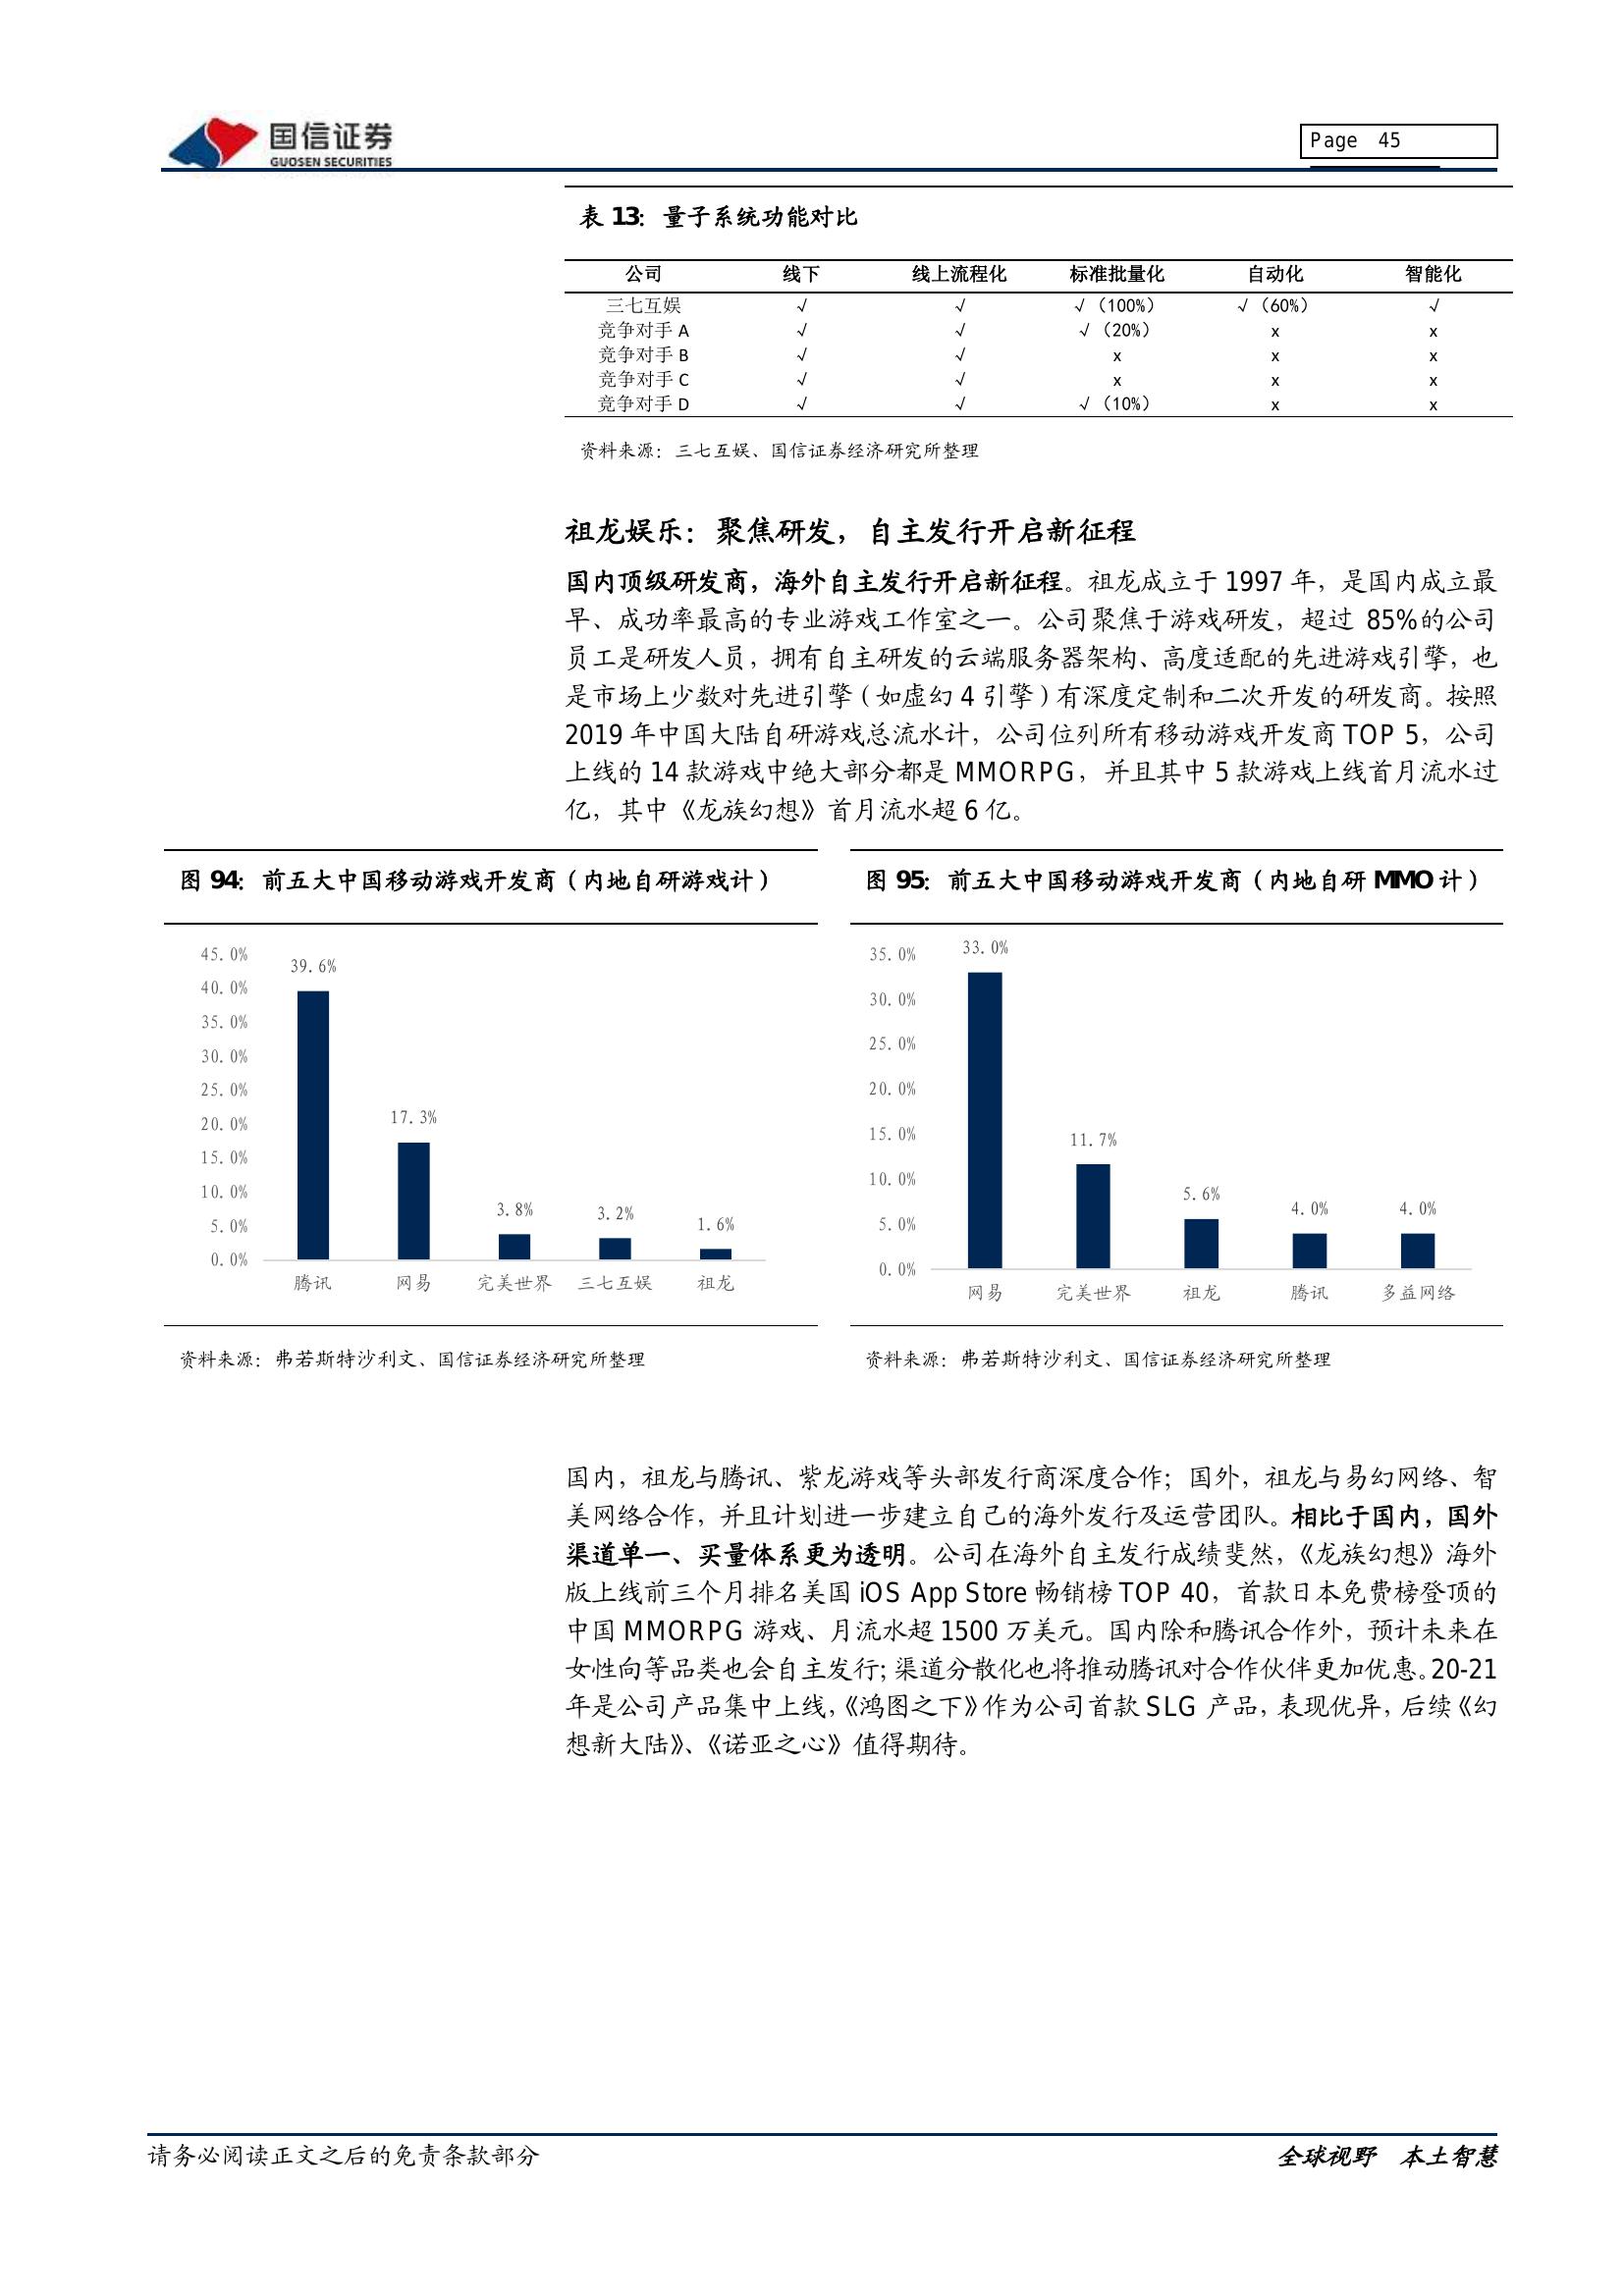 国信证券
GUOSEN SECURITIES
Page 45
表 13：量子系统功能对比
公司 线下 线上流程化 标准批量化 自动化 智能化
三七互娱 √ √ √（100%） √（60%） √
竞争对手 A √ √ √（20%） x x
竞争对手 B √ √ x x x
竞争对手 C √ √ x x x
竞争对手 D √ √ √（10%） x x
资料来源：三七互娱、国信证券经济研究所整理
祖龙娱乐：聚焦研发，自主发行开启新征程
国内顶级研发商，海外自主发行开启新征程。祖龙成立于 1997 年，是国内成立最
早、成功率最高的专业游戏工作室之一。公司聚焦于游戏研发，超过 85%的公司
员工是研发人员，拥有自主研发的云端服务器架构、高度适配的先进游戏引擎，也
是市场上少数对先进引擎（如虚幻 4 引擎）有深度定制和二次开发的研发商。按照
2019 年中国大陆自研游戏总流水计，公司位列所有移动游戏开发商 TOP 5，公司
上线的 14 款游戏中绝大部分都是 MMORPG，并且其中 5 款游戏上线首月流水过
亿，其中《龙族幻想》首月流水超 6 亿。
图 94：前五大中国移动游戏开发商（内地自研游戏计）
45.0%
40.0%
35.0%
30.0%
25.0%
20.0%
15.0%
10.0%
5.0%
0.0%
39.6%
17.3%
3.8%
3.2%
1.6%
腾讯 网易 完美世界 三七互娱 祖龙
资料来源：弗若斯特沙利文、国信证券经济研究所整理
图 95：前五大中国移动游戏开发商（内地自研 MMO 计）
35.0%
30.0%
25.0%
20.0%
15.0%
10.0%
5.0%
0.0%
33.0%
11.7%
5.6%
4.0%
4.0%
网易 完美世界 祖龙 腾讯 多益网络
资料来源：弗若斯特沙利文、国信证券经济研究所整理
国内，祖龙与腾讯、紫龙游戏等头部发行商深度合作；国外，祖龙与易幻网络、智
美网络合作，并且计划进一步建立自己的海外发行及运营团队。相比于国内，国外
渠道单一、买量体系更为透明。公司在海外自主发行成绩斐然，《龙族幻想》海外
版上线前三个月排名美国 iOS App Store 畅销榜 TOP 40，首款日本免费榜登顶的
中国 MMORPG 游戏、月流水超 1500 万美元。国内除和腾讯合作外，预计未来在
女性向等品类也会自主发行；渠道分散化也将推动腾讯对合作伙伴更加优惠。20-21
年是公司产品集中上线，《鸿图之下》作为公司首款 SLG 产品，表现优异，后续《幻
想新大陆》、《诺亚之心》值得期待。
请务必阅读正文之后的免责条款部分
全球视野 本土智慧